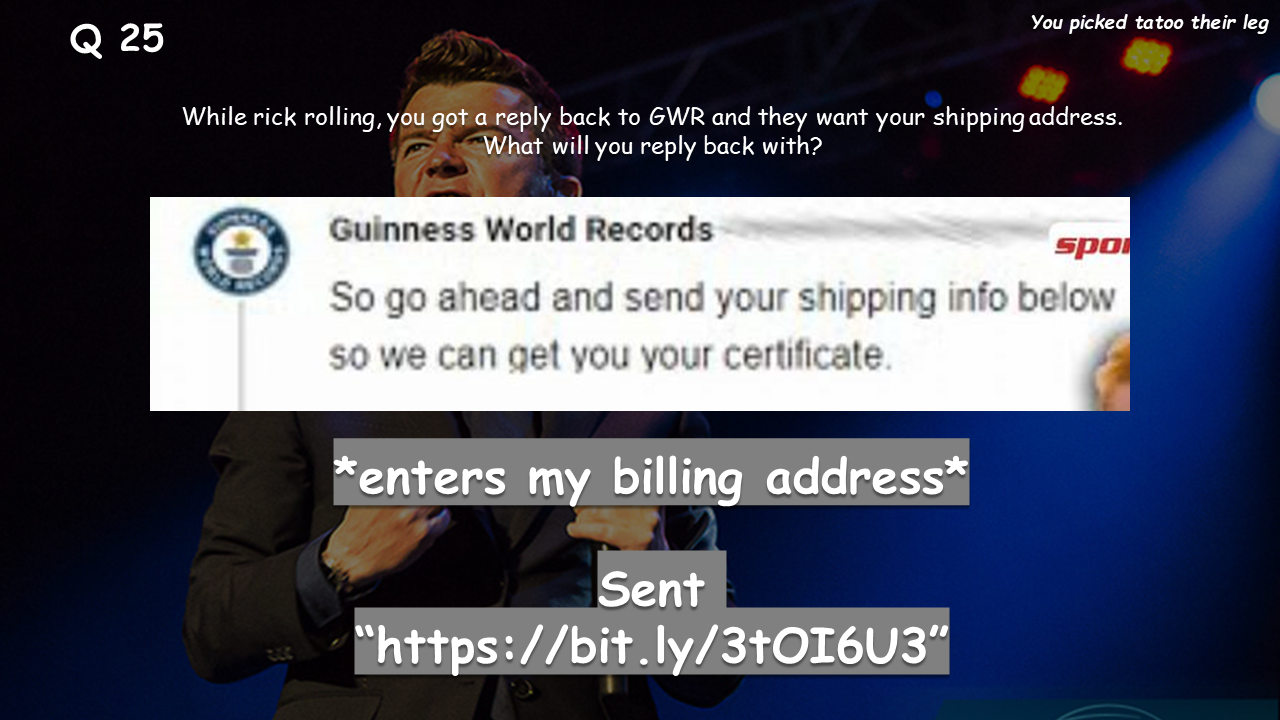 You picked tatoo their leg
Q 25
While rick rolling, you got a reply back to GWR and they want your shipping address.
What will you reply back with?
Guinness World Records
So go ahead and send your shipping info below
so we can get you your certificate.
*enters my billing address*
Sent
“https://bit.ly/3tOI6U3”